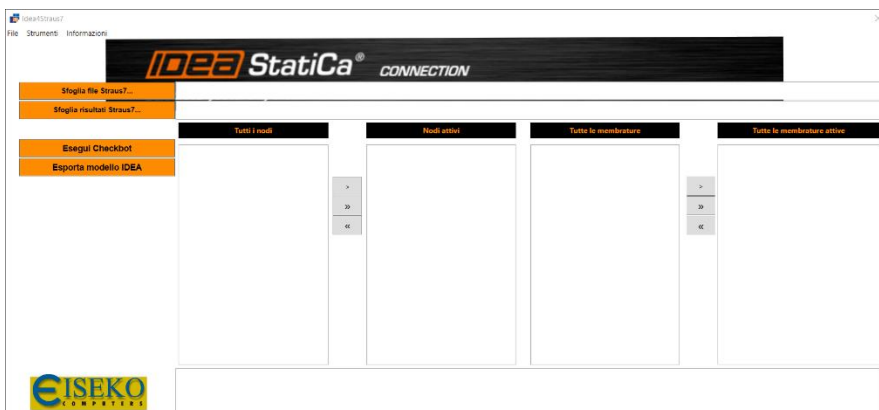 Idea4Straus7
File Strumenti Informazioni
IDEA StatiCa® CONNECTION
Sfoglia file Straus7...
Sfoglia risultati Straus7...
Tutti i nodi Nodi attivi Tutte le membrature Tutte le membrature attive
Esegui Checkbot
Esporta modello IDEA
> >
» »
« «
EISEKO
COMPUTERS